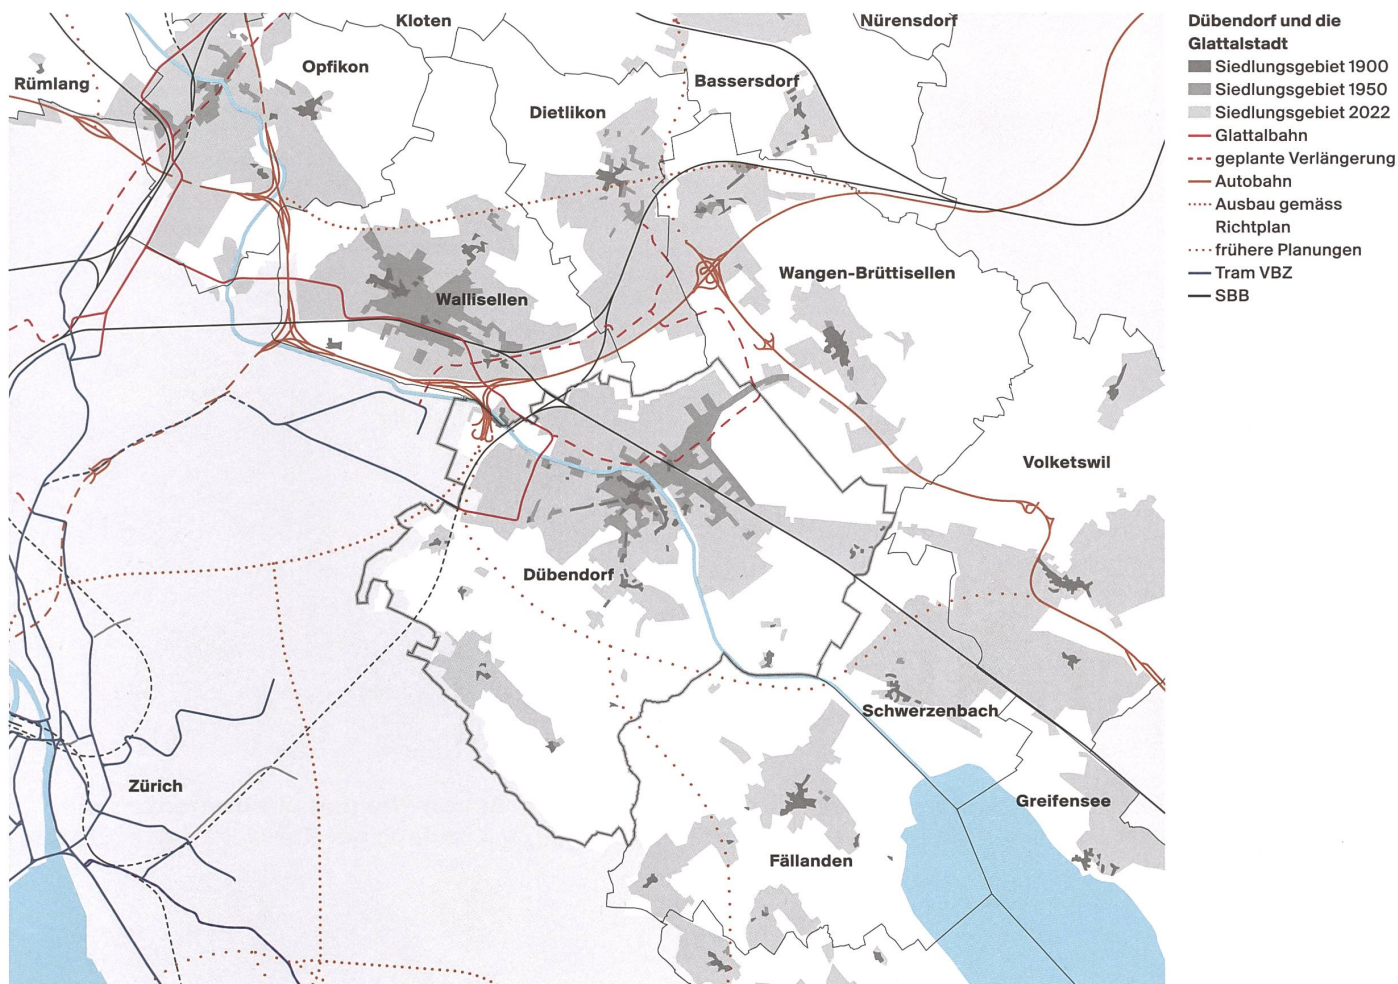 Kloten
Nürensdorf
Opfikon
Rümlang
Bassersdorf
Dietlikon
Wangen-Brüttisellen
Wallisellen
Volketswil
Dübendorf
Schwerzenbach
Zürich
Greifensee
Fällanden
Dübendorf und die
Glattalstadt
Siedlungsgebiet 1900
Siedlungsgebiet 1950
Siedlungsgebiet 2022
Glattalbahn
geplante Verlängerung
Autobahn
Ausbau gemäss
Richtplan
frühere Planungen
Tram VBZ
SBB